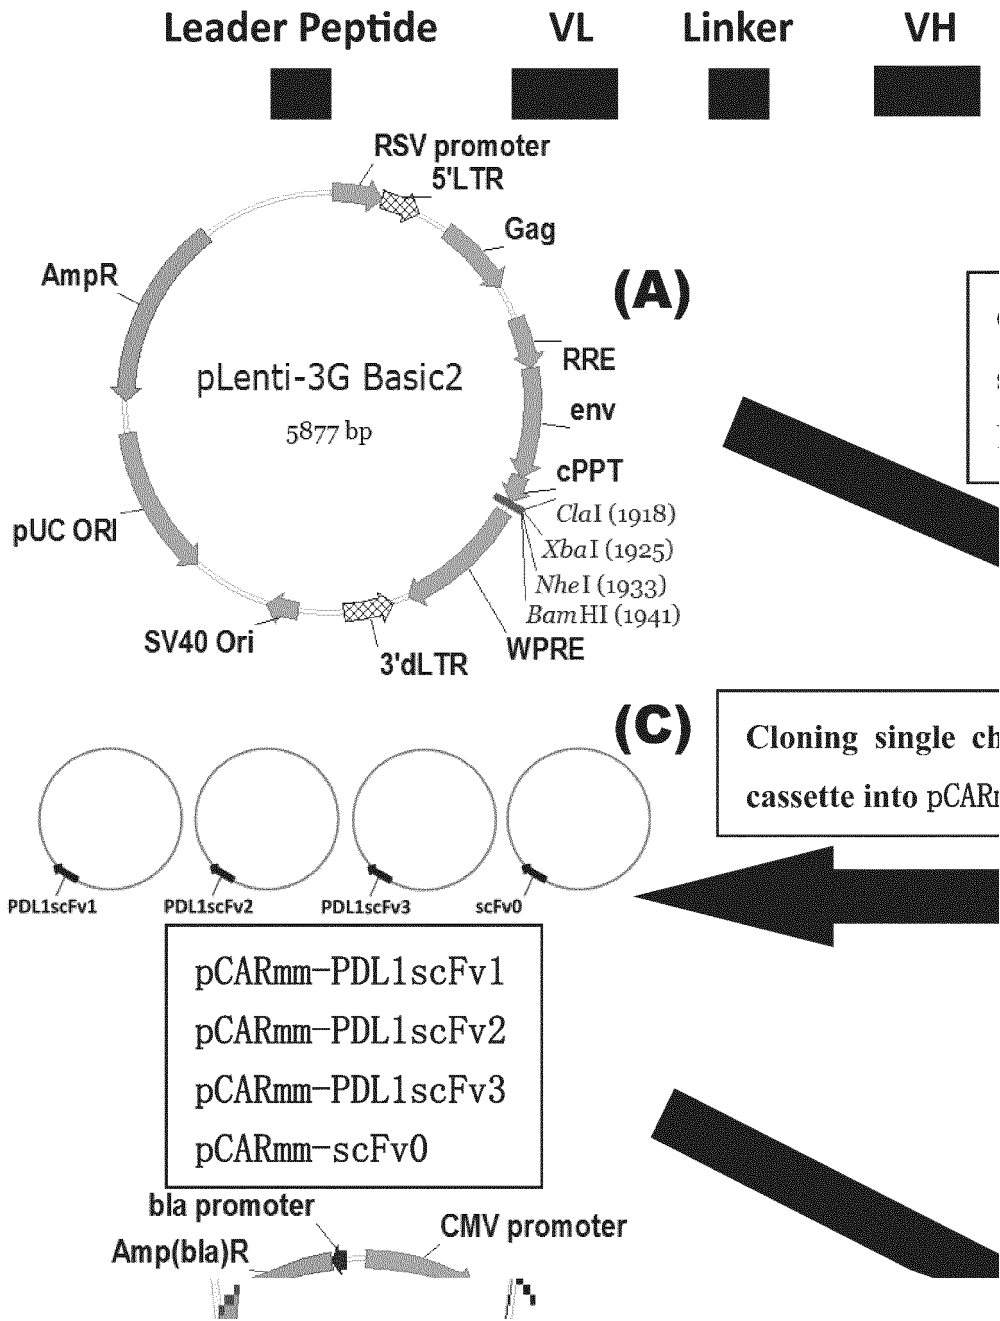 Leader Peptide VL Linker VH
RSV promoter
5'LTR
Gag
AmpR
(A)
RRE
pLenti-3G Basic2
env
5877 bp
cPPT
ClaI (1918)
pUC ORI
XbaI (1925)
NheI (1933)
BamHI (1941)
SV40 Ori
WPRE
3'dLTR
(C)
Cloning single ch
cassette into pCARm
PDL1scFv1 PDL1scFv2 PDL1scFv3 scFv0
pCARmm-PDL1scFv1
pCARmm-PDL1scFv2
pCARmm-PDL1scFv3
pCARmm-scFv0
bla promoter
CMV promoter
Amp(bla)R